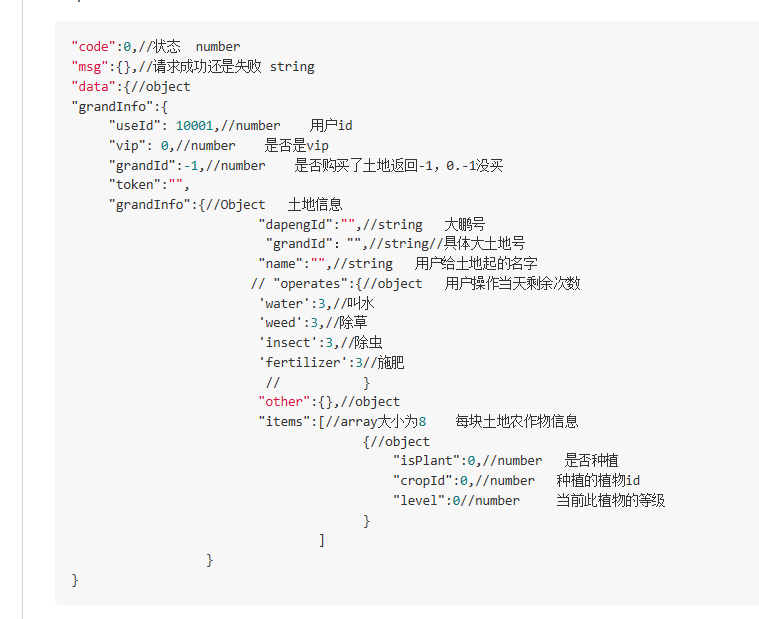 "code":0,//状态  number
"msg":{},//请求成功还是失败 string
"data":{//object
"grandInfo":{
"useId": 10001,//number    用户id
"vip": 0,//number    是否是vip
"grandId":-1,//number    是否购买了土地返回-1，0.-1没买
"token":"",
"grandInfo":{//Object   土地信息
"dapengId":"",//string   大鹏号
"grandId": "",//string//具体大土地号
"name":"",//string   用户给土地起的名字
// "operates":{//object   用户操作当天剩余次数
'water':3,//叫水
'weed':3,//除草
'insect':3,//除虫
'fertilizer':3//施肥
//           }
"other":{},//object
"items":[//array大小为8    每块土地农作物信息
{//object
"isPlant":0,//number   是否种植
"cropId":0,//number   种植的植物id
"level":0//number     当前此植物的等级
}
]
}
}